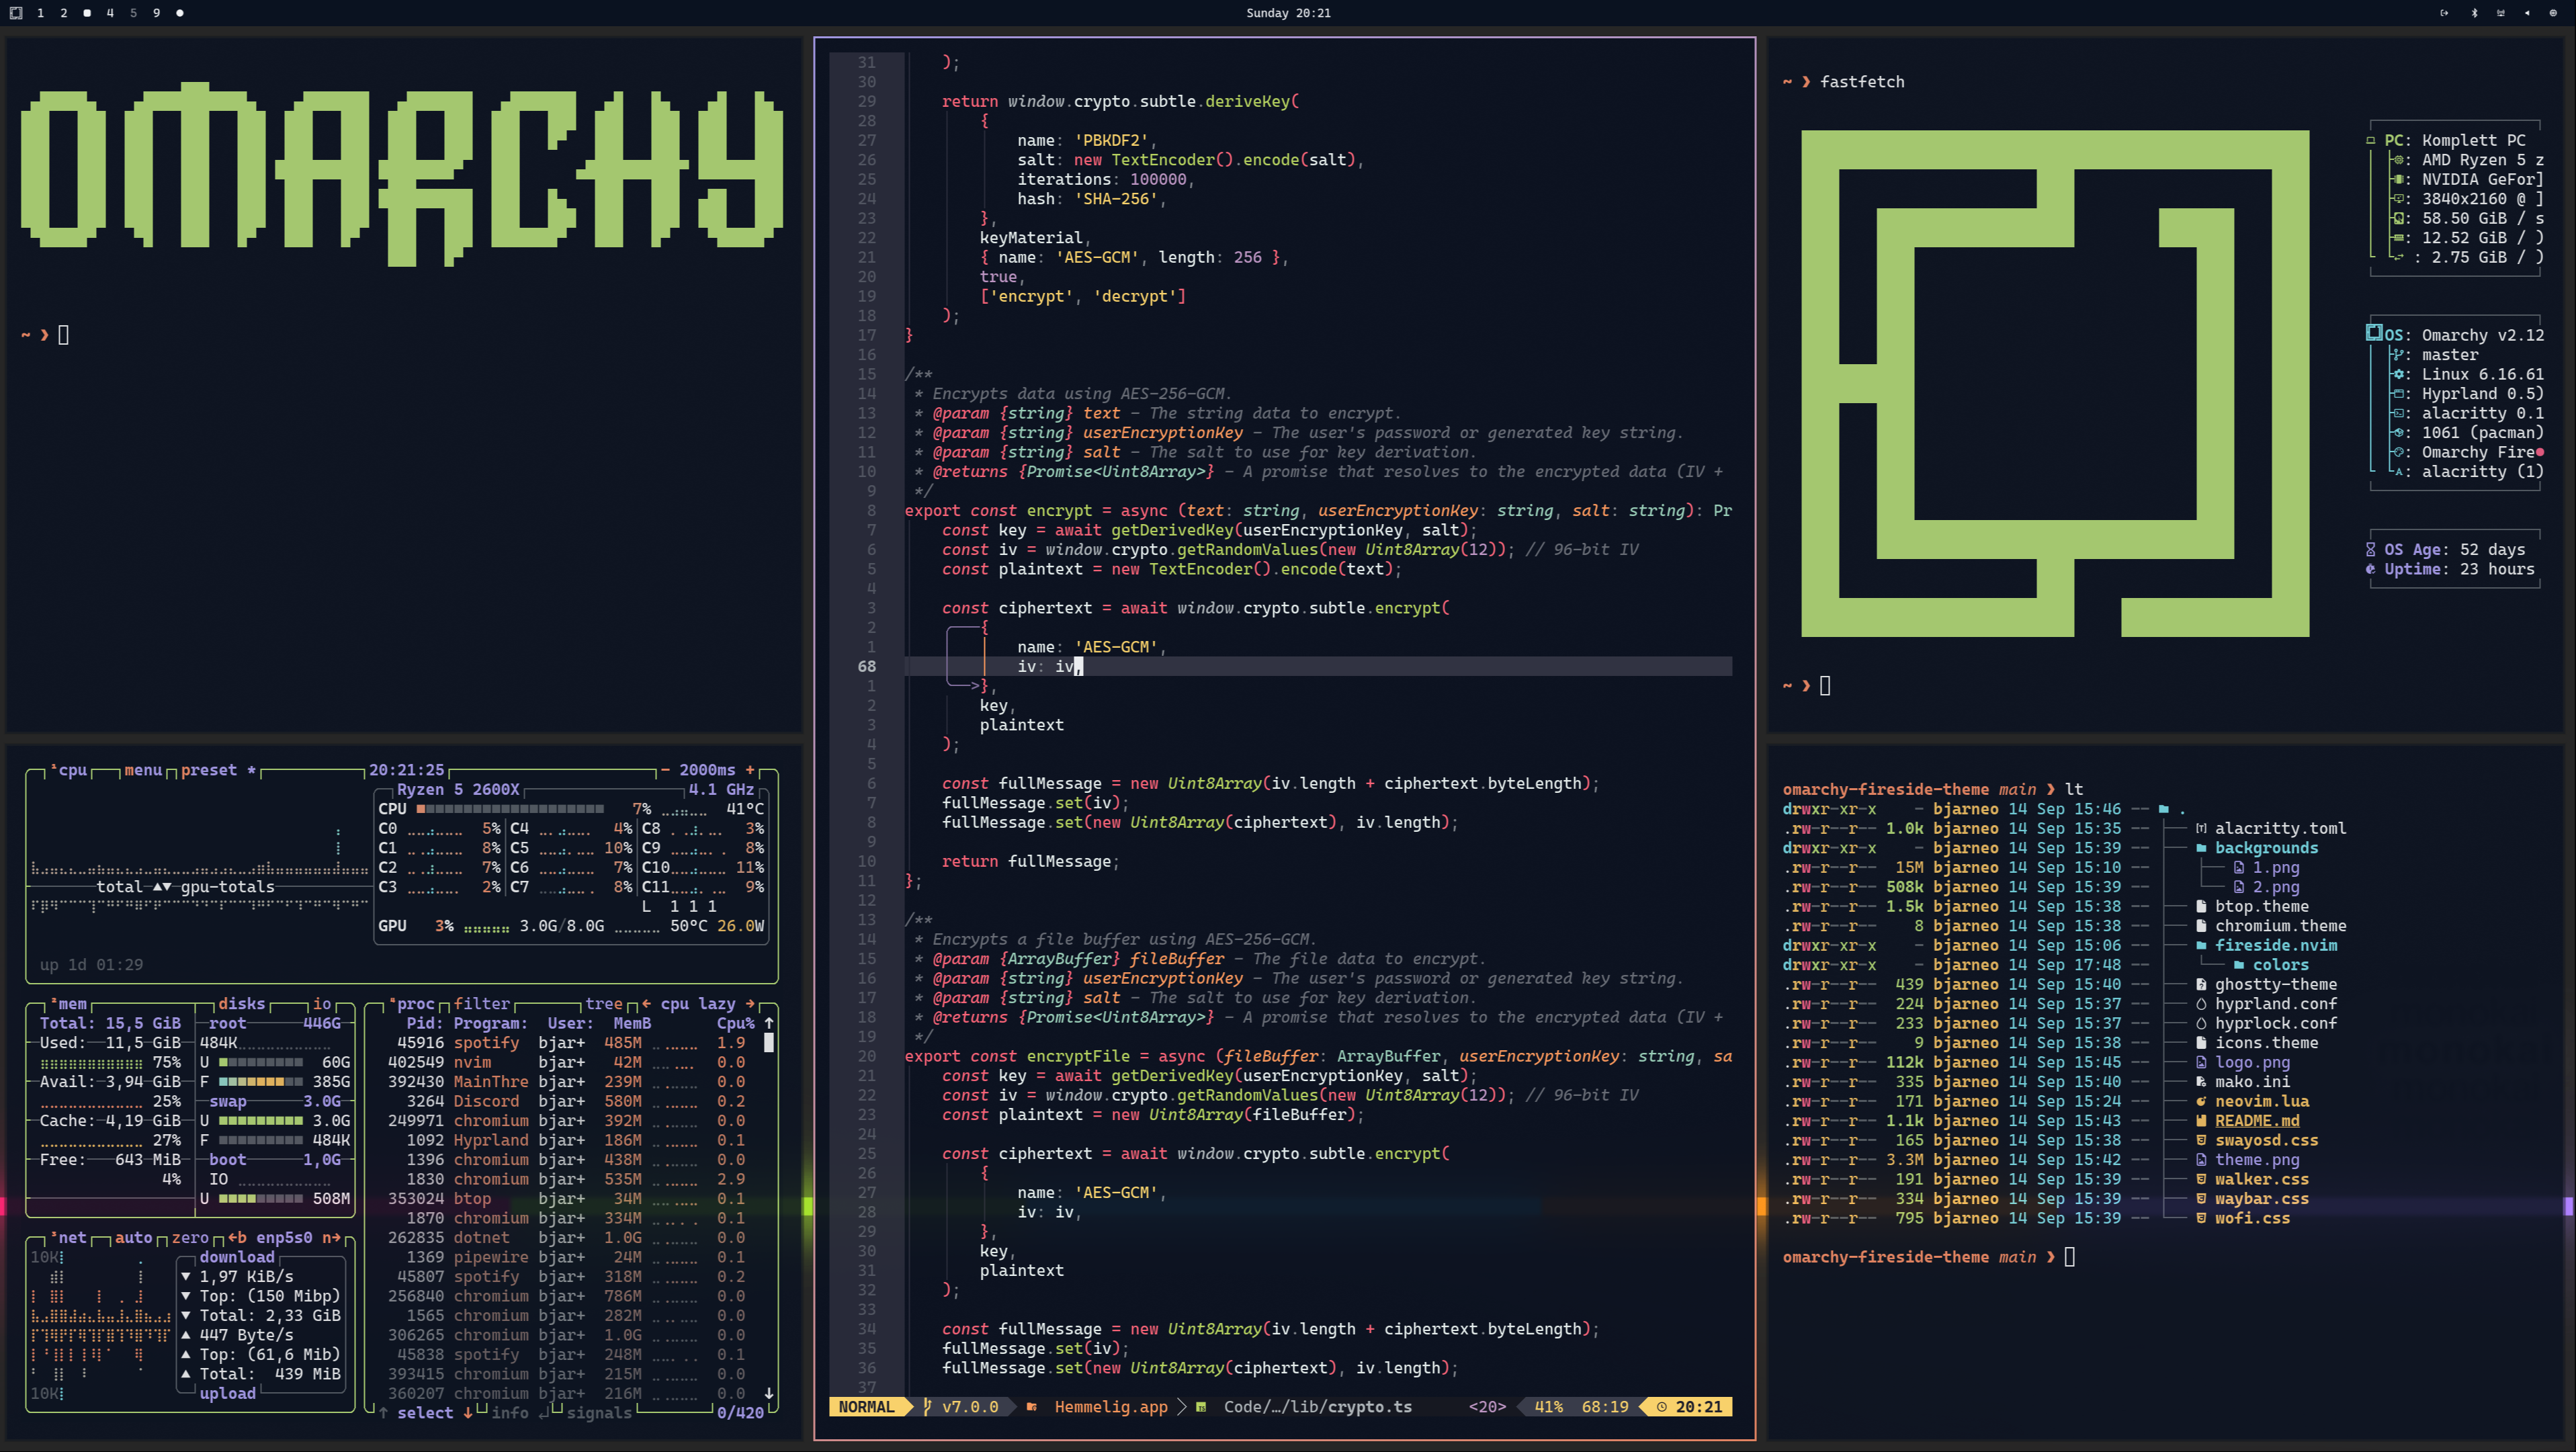 1 2 4 5 9
Sunday 20:21
OMARCHY
~ ❯
¹cpu menu preset * 20:21:25 - 2000ms +
Ryzen 5 2600X 4.1 GHz
CPU 7% 41°C
C0 5% C4 4% C8 3%
C1 8% C5 10% C9 8%
C2 7% C6 7% C10 11%
total ▲▼ gpu-totals
C3 2% C7 8% C11 9%
L 1 1 1
GPU 3% 3.0G/8.0G 50°C 26.0W
up 1d 01:29
²mem disks io
Total: 15,5 GiB root 446G
Used: 11,5 GiB 484K
75% U 60G
Avail: 3,94 GiB F 385G
25% swap 3.0G
Cache: 4,19 GiB U 3.0G
27% F 484K
Free: 643 MiB boot 1,0G
4% IO
U 508M
³net auto zero ←b enp5s0 n→
10K download
▼ 1,97 KiB/s
▼ Top: (150 Mibp)
▼ Total: 2,33 GiB
▲ 447 Byte/s
▲ Top: (61,6 Mib)
▲ Total: 439 MiB
10K upload
⁴proc filter tree ← cpu lazy →
Pid: Program: User: MemB Cpu% ↑
45916 spotify bjar+ 485M 1.9
402549 nvim bjar+ 42M 0.0
392430 MainThre bjar+ 239M 0.0
3264 Discord bjar+ 580M 0.2
249971 chromium bjar+ 392M 0.0
1092 Hyprland bjar+ 186M 0.1
1396 chromium bjar+ 438M 0.0
1830 chromium bjar+ 535M 2.9
353024 btop bjar+ 34M 0.1
1870 chromium bjar+ 334M 0.1
262835 dotnet bjar+ 1.0G 0.0
1369 pipewire bjar+ 24M 0.1
45807 spotify bjar+ 318M 0.2
256840 chromium bjar+ 786M 0.0
1565 chromium bjar+ 282M 0.0
306265 chromium bjar+ 1.0G 0.0
45838 spotify bjar+ 248M 0.1
393415 chromium bjar+ 215M 0.0
360207 chromium bjar+ 216M 0.0 ↓
↑ select ↓ info ↵ signals 0/420
31 );
30
29 return window.crypto.subtle.deriveKey(
28 {
27 name: 'PBKDF2',
26 salt: new TextEncoder().encode(salt),
25 iterations: 100000,
24 hash: 'SHA-256',
23 },
22 keyMaterial,
21 { name: 'AES-GCM', length: 256 },
20 true,
19 ['encrypt', 'decrypt']
18 );
17 }
16
15 /**
14 * Encrypts data using AES-256-GCM.
13 * @param {string} text - The string data to encrypt.
12 * @param {string} userEncryptionKey - The user's password or generated key string.
11 * @param {string} salt - The salt to use for key derivation.
10 * @returns {Promise<Uint8Array>} - A promise that resolves to the encrypted data (IV +
9 */
8 export const encrypt = async (text: string, userEncryptionKey: string, salt: string): Pr
7 const key = await getDerivedKey(userEncryptionKey, salt);
6 const iv = window.crypto.getRandomValues(new Uint8Array(12)); // 96-bit IV
5 const plaintext = new TextEncoder().encode(text);
4
3 const ciphertext = await window.crypto.subtle.encrypt(
2 {
1 name: 'AES-GCM',
68 iv: iv,
1 },
2 key,
3 plaintext
4 );
5
6 const fullMessage = new Uint8Array(iv.length + ciphertext.byteLength);
7 fullMessage.set(iv);
8 fullMessage.set(new Uint8Array(ciphertext), iv.length);
9
10 return fullMessage;
11 };
12
13 /**
14 * Encrypts a file buffer using AES-256-GCM.
15 * @param {ArrayBuffer} fileBuffer - The file data to encrypt.
16 * @param {string} userEncryptionKey - The user's password or generated key string.
17 * @param {string} salt - The salt to use for key derivation.
18 * @returns {Promise<Uint8Array>} - A promise that resolves to the encrypted data (IV +
19 */
20 export const encryptFile = async (fileBuffer: ArrayBuffer, userEncryptionKey: string, sa
21 const key = await getDerivedKey(userEncryptionKey, salt);
22 const iv = window.crypto.getRandomValues(new Uint8Array(12)); // 96-bit IV
23 const plaintext = new Uint8Array(fileBuffer);
24
25 const ciphertext = await window.crypto.subtle.encrypt(
26 {
27 name: 'AES-GCM',
28 iv: iv,
29 },
30 key,
31 plaintext
32 );
33
34 const fullMessage = new Uint8Array(iv.length + ciphertext.byteLength);
35 fullMessage.set(iv);
36 fullMessage.set(new Uint8Array(ciphertext), iv.length);
37
NORMAL v7.0.0 Hemmelig.app Code/…/lib/crypto.ts <20> 41% 68:19 20:21
~ ❯ fastfetch
PC: Komplett PC
: AMD Ryzen 5 z
: NVIDIA GeFor]
: 3840x2160 @ ]
: 58.50 GiB / s
: 12.52 GiB / )
: 2.75 GiB / )
OS: Omarchy v2.12
: master
: Linux 6.16.61
: Hyprland 0.5)
: alacritty 0.1
: 1061 (pacman)
: Omarchy Fire
: alacritty (1)
OS Age: 52 days
Uptime: 23 hours
~ ❯
omarchy-fireside-theme main ❯ lt
drwxr-xr-x - bjarneo 14 Sep 15:46 -- .
.rw-r--r-- 1.0k bjarneo 14 Sep 15:35 -- alacritty.toml
drwxr-xr-x - bjarneo 14 Sep 15:39 -- backgrounds
.rw-r--r-- 15M bjarneo 14 Sep 15:10 -- 1.png
.rw-r--r-- 508k bjarneo 14 Sep 15:39 -- 2.png
.rw-r--r-- 1.5k bjarneo 14 Sep 15:38 -- btop.theme
.rw-r--r-- 8 bjarneo 14 Sep 15:38 -- chromium.theme
drwxr-xr-x - bjarneo 14 Sep 15:06 -- fireside.nvim
drwxr-xr-x - bjarneo 14 Sep 17:48 -- colors
.rw-r--r-- 439 bjarneo 14 Sep 15:40 -- ghostty-theme
.rw-r--r-- 224 bjarneo 14 Sep 15:37 -- hyprland.conf
.rw-r--r-- 233 bjarneo 14 Sep 15:37 -- hyprlock.conf
.rw-r--r-- 9 bjarneo 14 Sep 15:38 -- icons.theme
.rw-r--r-- 112k bjarneo 14 Sep 15:45 -- logo.png
.rw-r--r-- 335 bjarneo 14 Sep 15:40 -- mako.ini
.rw-r--r-- 171 bjarneo 14 Sep 15:24 -- neovim.lua
.rw-r--r-- 1.1k bjarneo 14 Sep 15:43 -- README.md
.rw-r--r-- 165 bjarneo 14 Sep 15:38 -- swayosd.css
.rw-r--r-- 3.3M bjarneo 14 Sep 15:42 -- theme.png
.rw-r--r-- 191 bjarneo 14 Sep 15:39 -- walker.css
.rw-r--r-- 334 bjarneo 14 Sep 15:39 -- waybar.css
.rw-r--r-- 795 bjarneo 14 Sep 15:39 -- wofi.css
omarchy-fireside-theme main ❯